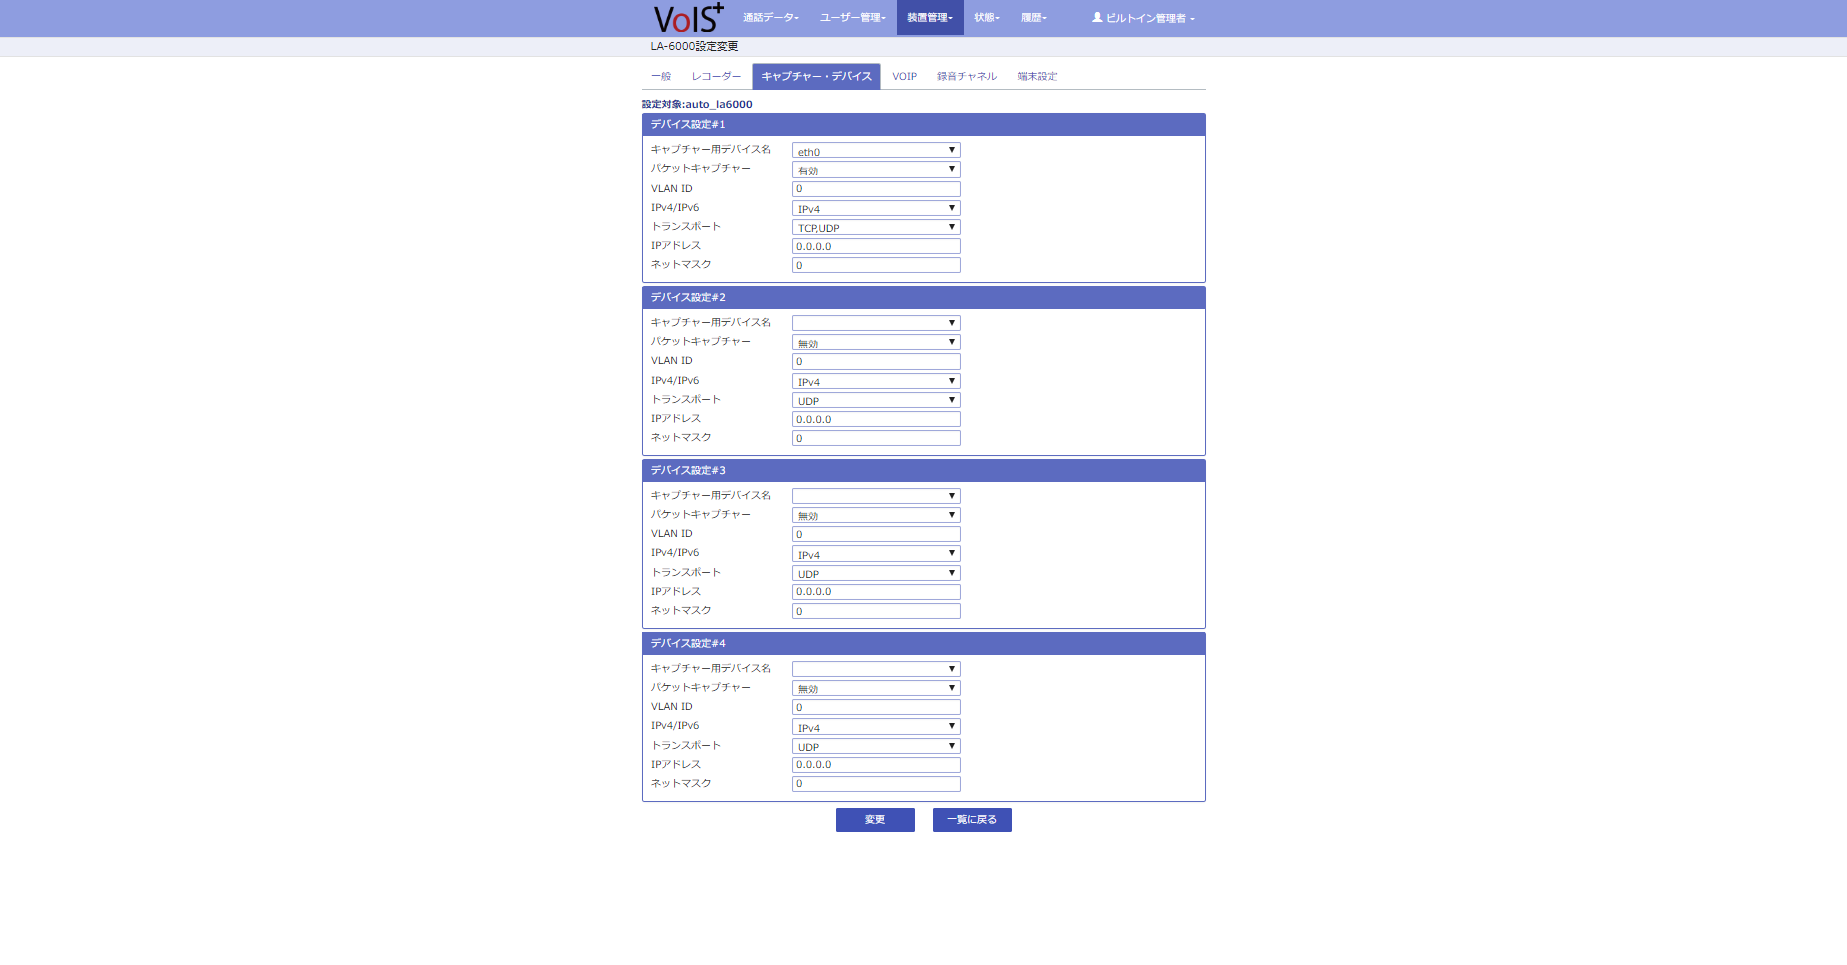 VoIS+ 通話データ ユーザー管理 装置管理 状態 履歴 ビルトイン管理者
LA-6000設定変更
一般 レコーダー キャプチャー・デバイス VOIP 録音チャネル 端末設定
設定対象:auto_la6000
デバイス設定#1
キャプチャー用デバイス名 eth0
パケットキャプチャー 有効
VLAN ID 0
IPv4/IPv6 IPv4
トランスポート TCP,UDP
IPアドレス 0.0.0.0
ネットマスク 0
デバイス設定#2
キャプチャー用デバイス名
パケットキャプチャー 無効
VLAN ID 0
IPv4/IPv6 IPv4
トランスポート UDP
IPアドレス 0.0.0.0
ネットマスク 0
デバイス設定#3
キャプチャー用デバイス名
パケットキャプチャー 無効
VLAN ID 0
IPv4/IPv6 IPv4
トランスポート UDP
IPアドレス 0.0.0.0
ネットマスク 0
デバイス設定#4
キャプチャー用デバイス名
パケットキャプチャー 無効
VLAN ID 0
IPv4/IPv6 IPv4
トランスポート UDP
IPアドレス 0.0.0.0
ネットマスク 0
変更 一覧に戻る